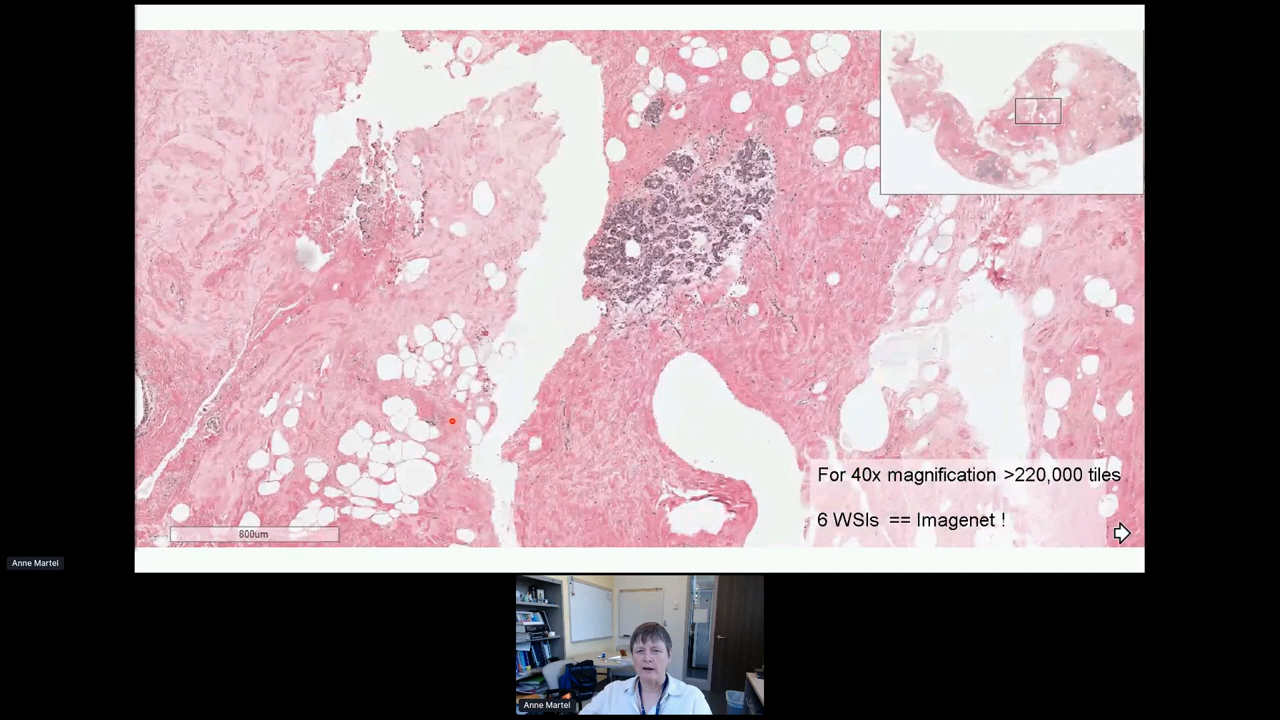 For 40x magnification >220,000 tiles
6 WSIs == Imagenet !
800um
Anne Martel
Anne Martel